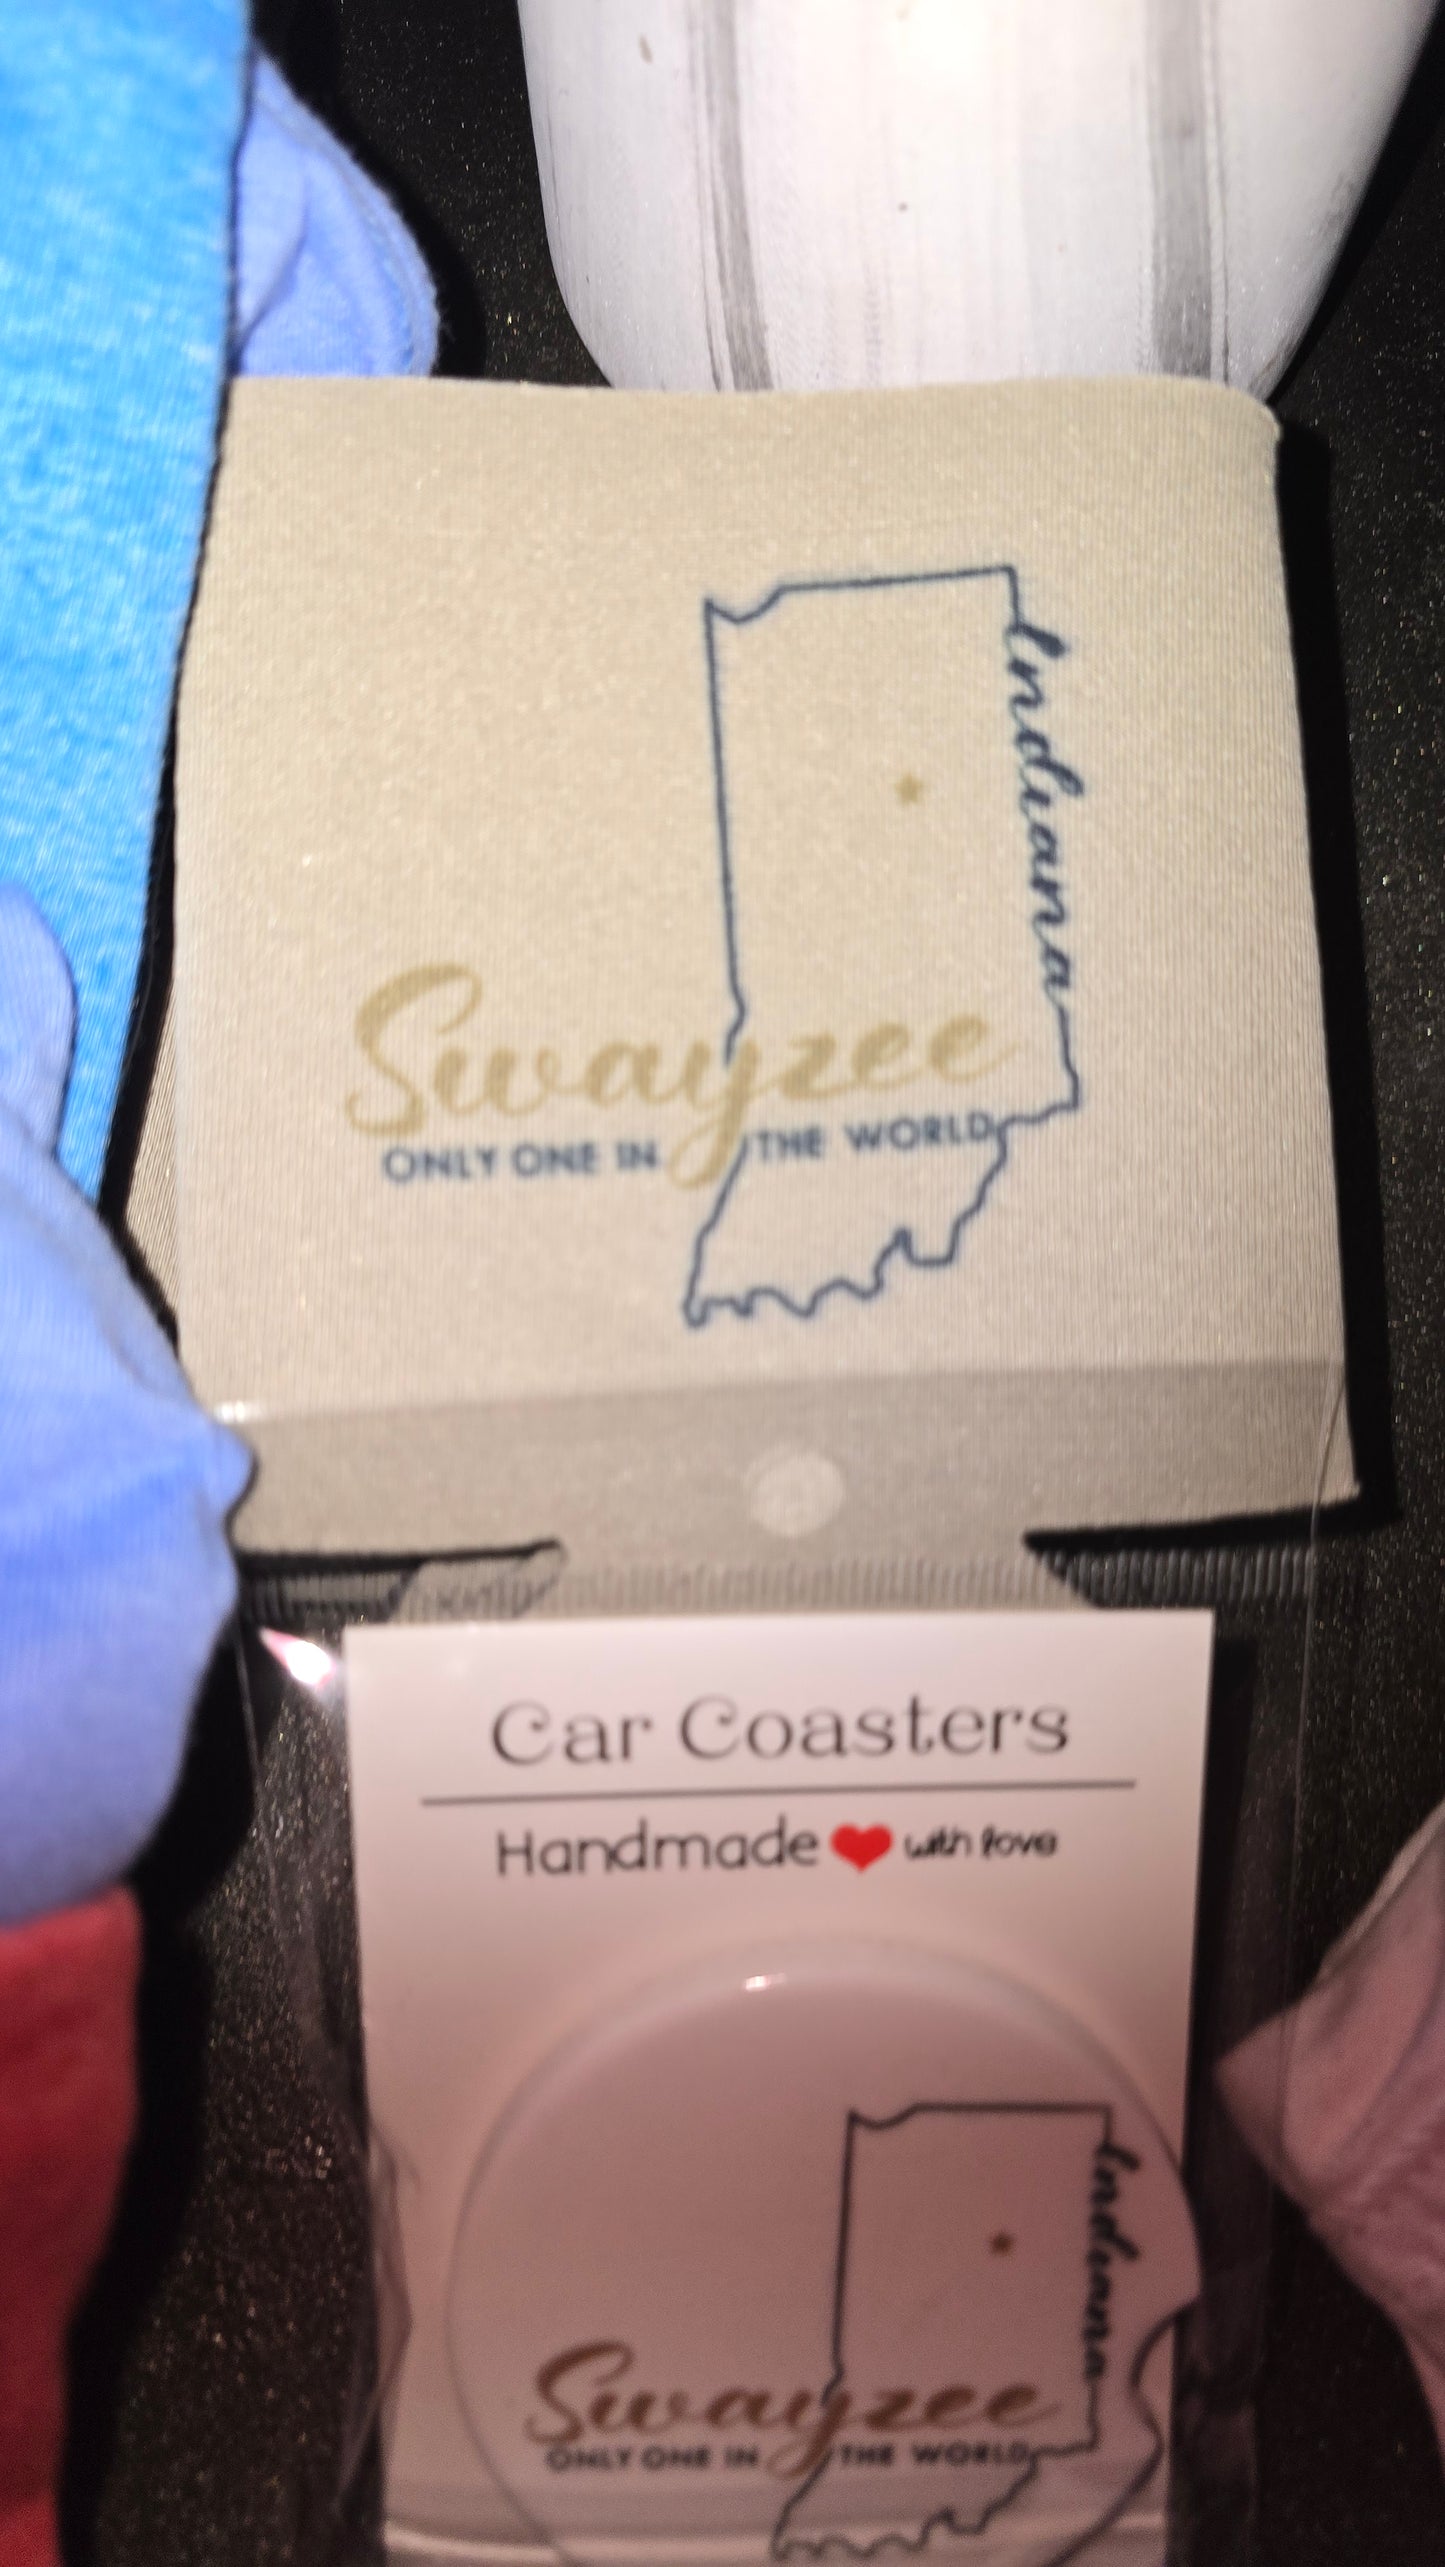 Indiana
Swayzee
ONLY ONE IN THE WORLD
Car Coasters
Handmade with love
Indiana
Swayzee
ONLY ONE IN THE WORLD